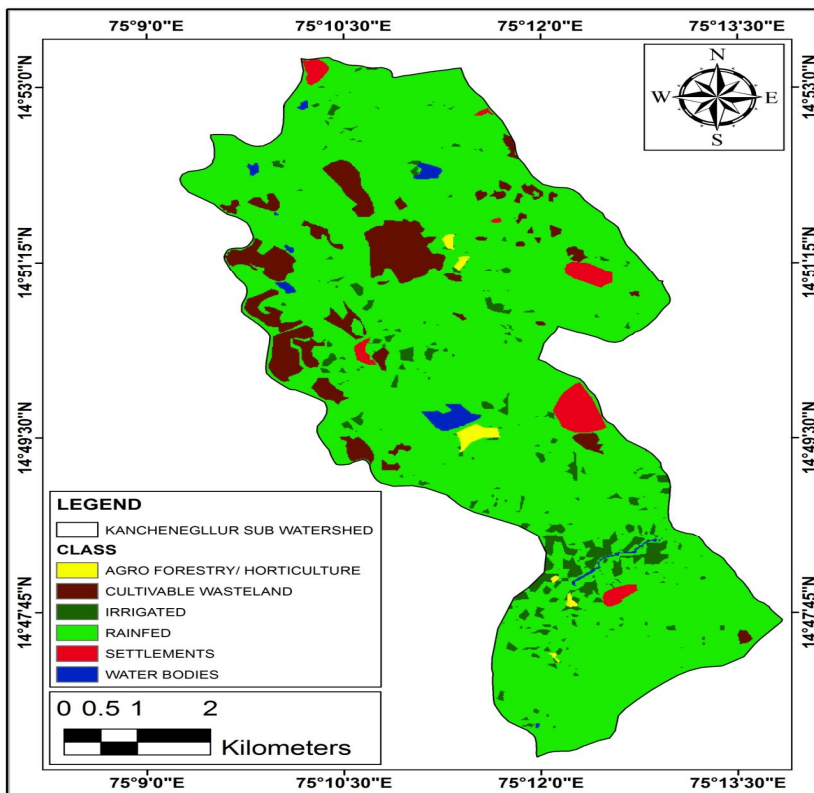 75°9'0"E 75°10'30"E 75°12'0"E 75°13'30"E
N
W E
S
14°53'0"N
14°53'0"N
14°51'15"N
14°51'15"N
14°49'30"N
14°49'30"N
14°47'45"N
14°47'45"N
LEGEND
KANCHENEGLLUR SUB WATERSHED
CLASS
AGRO FORESTRY/ HORTICULTURE
CULTIVABLE WASTELAND
IRRIGATED
RAINFED
SETTLEMENTS
WATER BODIES
0 0.5 1 2
Kilometers
75°9'0"E 75°10'30"E 75°12'0"E 75°13'30"E